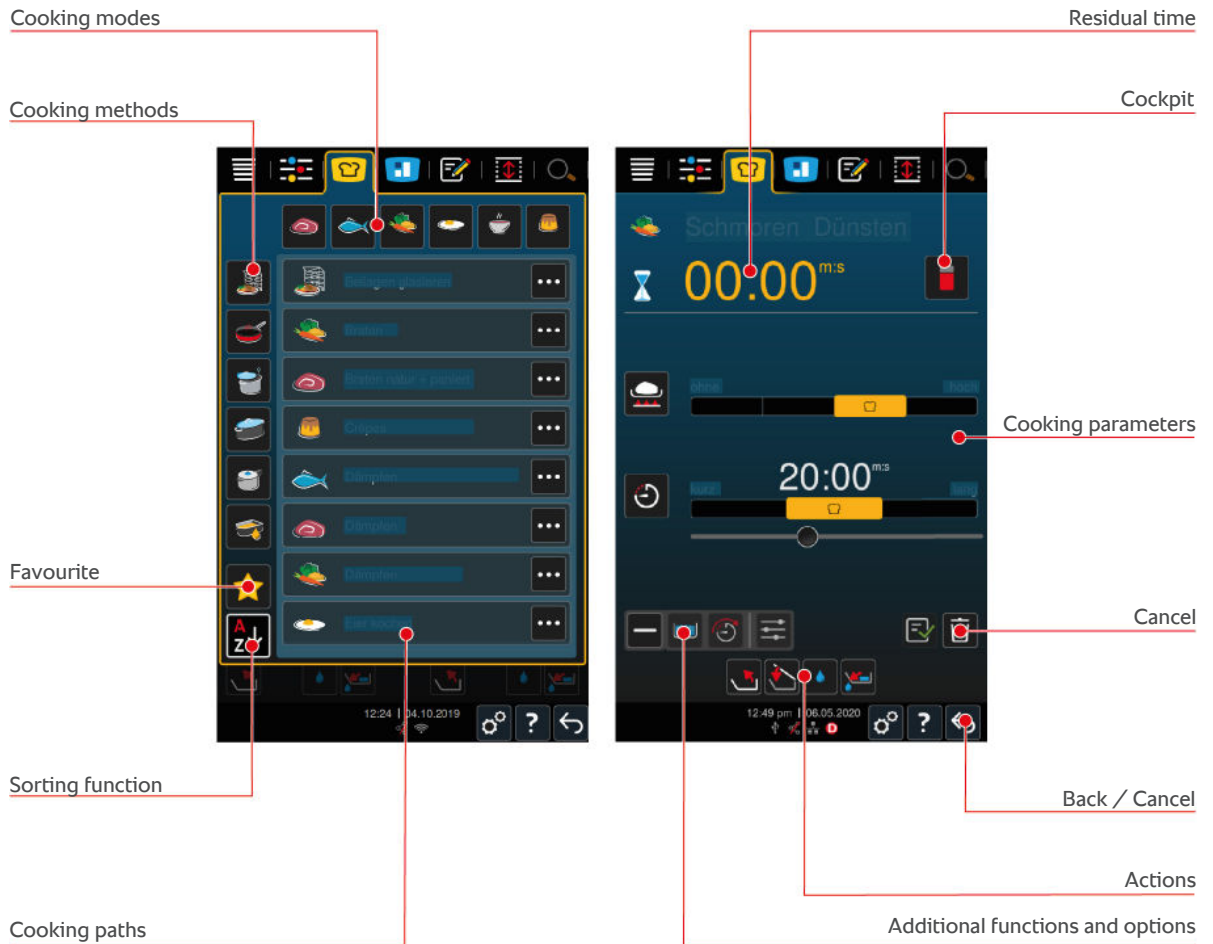 Cooking modes
Residual time
Cooking methods
Cockpit
Schmoren Dünsten
00:00 m:s
Braten
Braten natur + paniert
Crêpes
Dämpfen
Dämpfen
Dämpfen
Eier kochen
ohne
hoch
Cooking parameters
20:00 m:s
kurz
lang
Favourite
Cancel
A
Z
12:24 | 04.10.2019
?
12:49 pm | 06.05.2020
D
?
Sorting function
Back / Cancel
Actions
Cooking paths
Additional functions and options